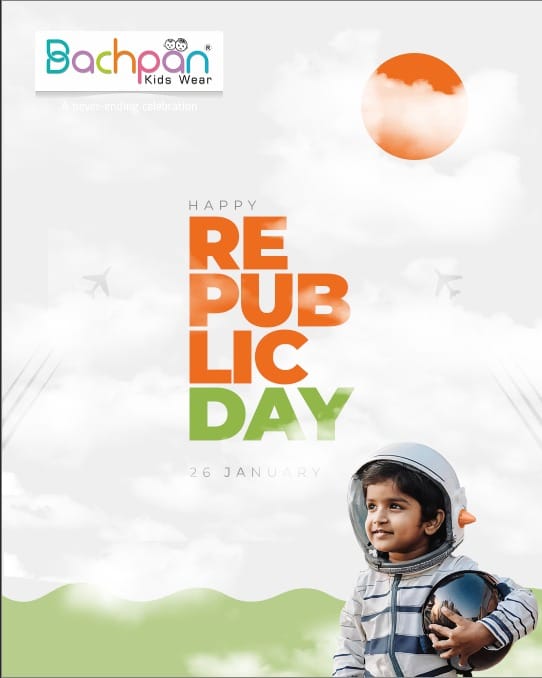 Bachpan®
Kids Wear
A never-ending celebration
HAPPY
RE
PUB
LIC
DAY
26 JANUARY